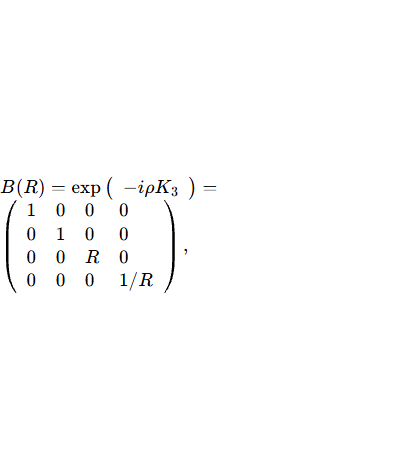 B(R) = exp ( −iρK₃ ) =
( 1 0 0 0
0 1 0 0
0 0 R 0
0 0 0 1/R ) ,